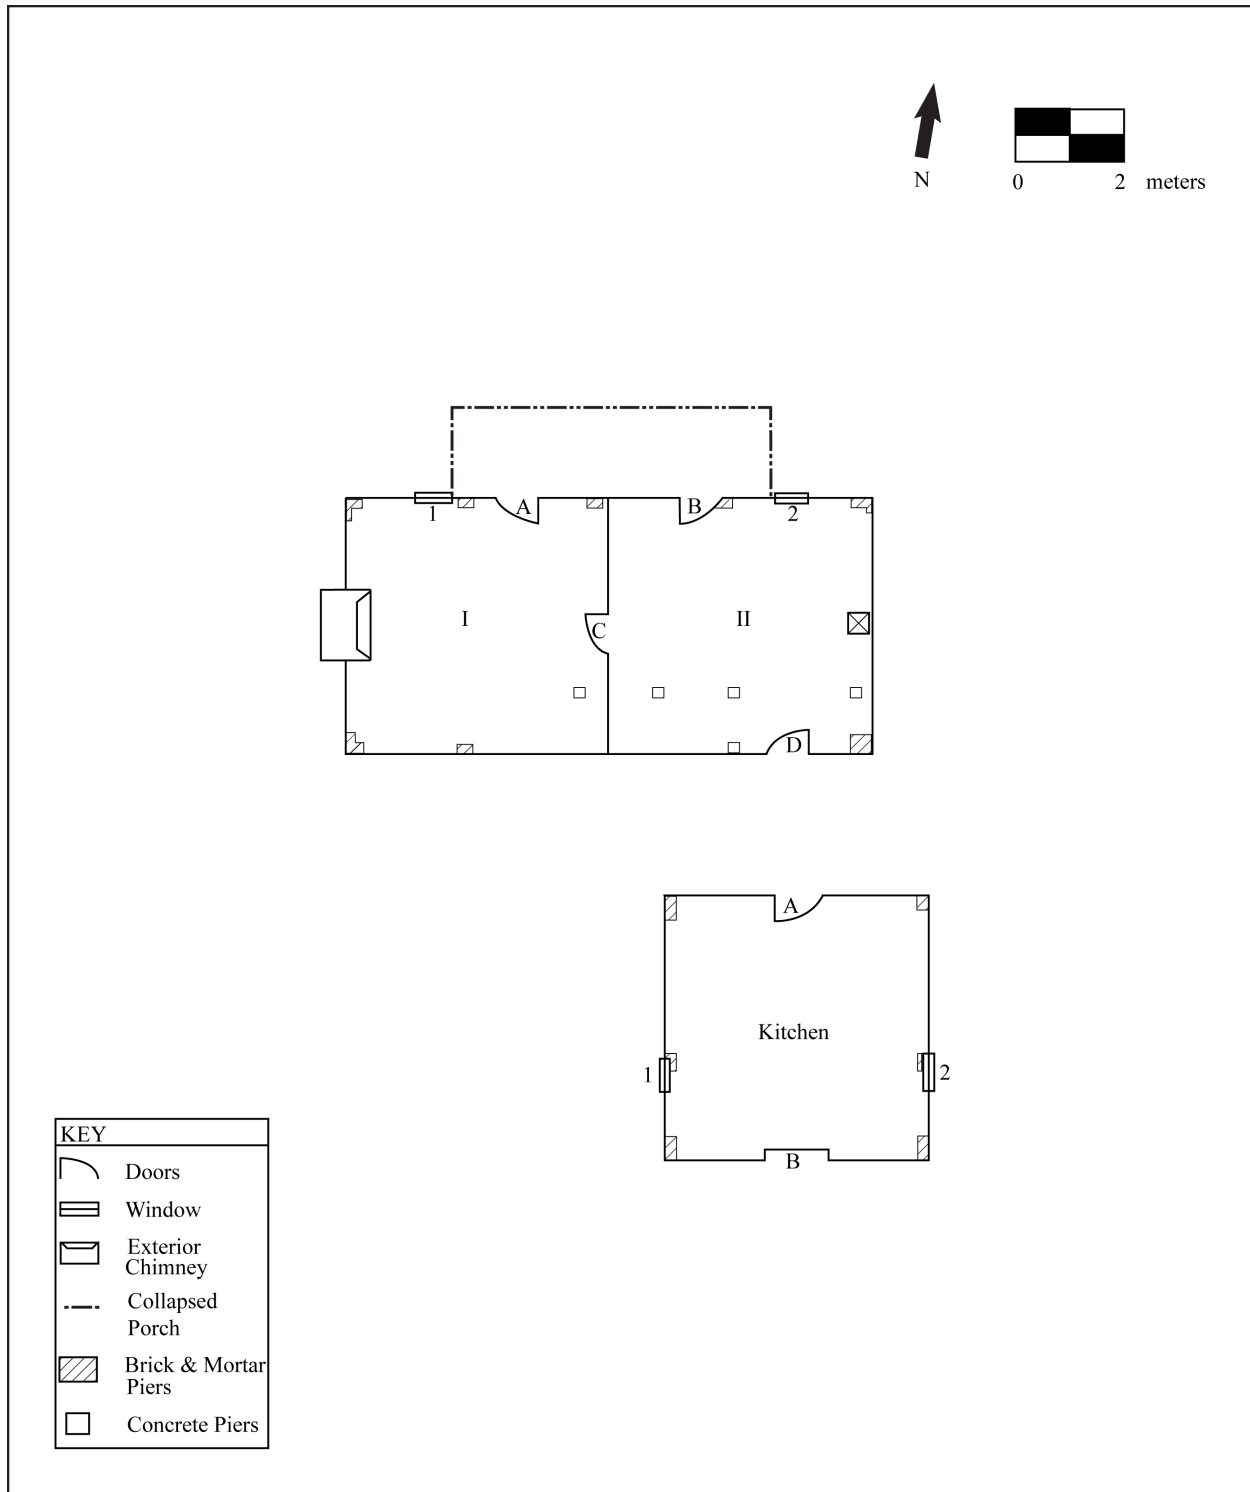 N
0 2 meters
A
B
1
2
I
C
II
D
A
Kitchen
1
2
B
KEY
Doors
Window
Exterior
Chimney
Collapsed
Porch
Brick & Mortar
Piers
Concrete Piers